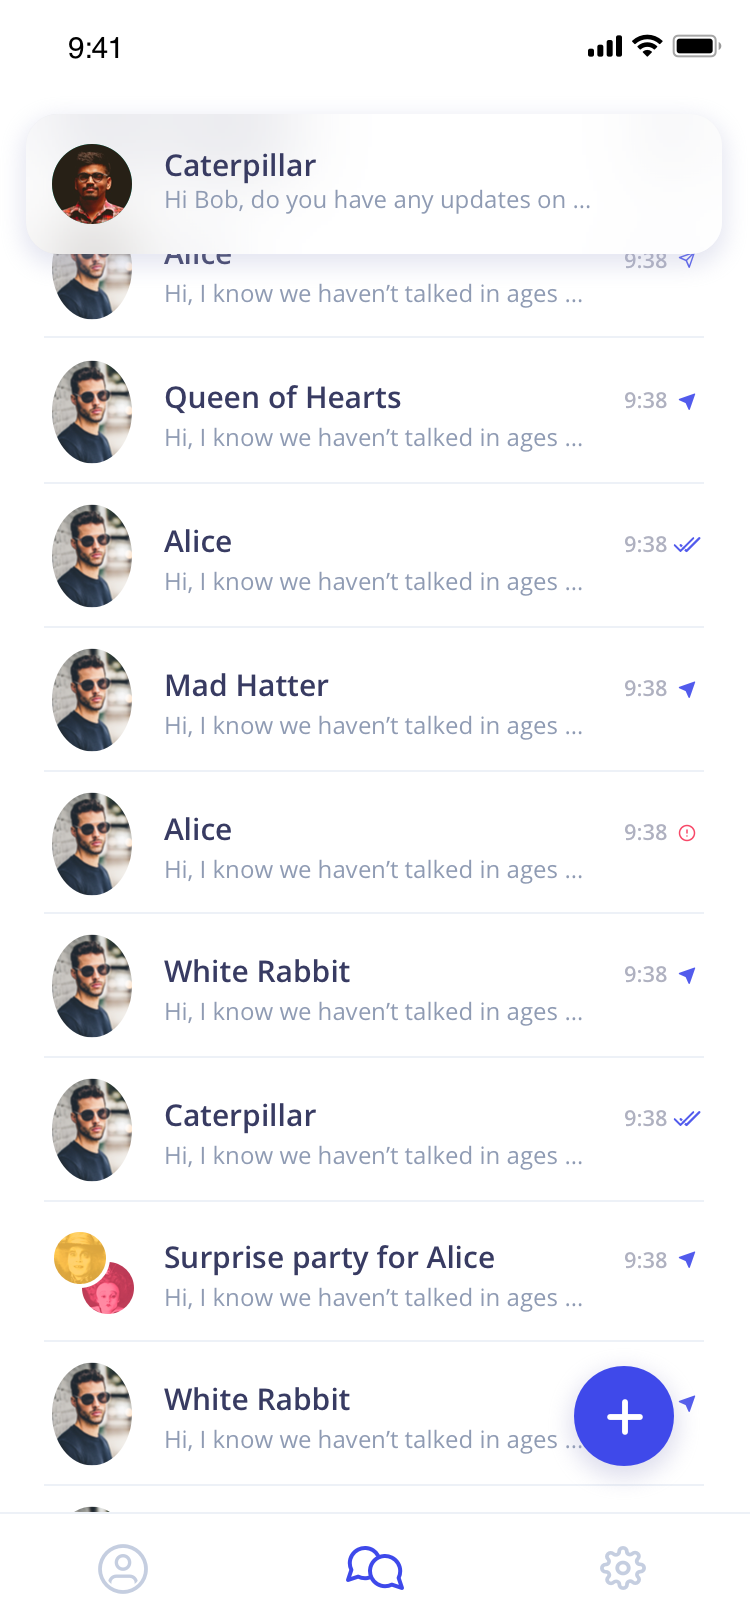 9:41
Caterpillar
Hi Bob, do you have any updates on ...
Alice
9:38
Hi, I know we haven’t talked in ages ...
Queen of Hearts
9:38
Hi, I know we haven’t talked in ages ...
Alice
9:38
Hi, I know we haven’t talked in ages ...
Mad Hatter
9:38
Hi, I know we haven’t talked in ages ...
Alice
9:38
Hi, I know we haven’t talked in ages ...
White Rabbit
9:38
Hi, I know we haven’t talked in ages ...
Caterpillar
9:38
Hi, I know we haven’t talked in ages ...
Surprise party for Alice
9:38
Hi, I know we haven’t talked in ages ...
White Rabbit
Hi, I know we haven’t talked in ages ...